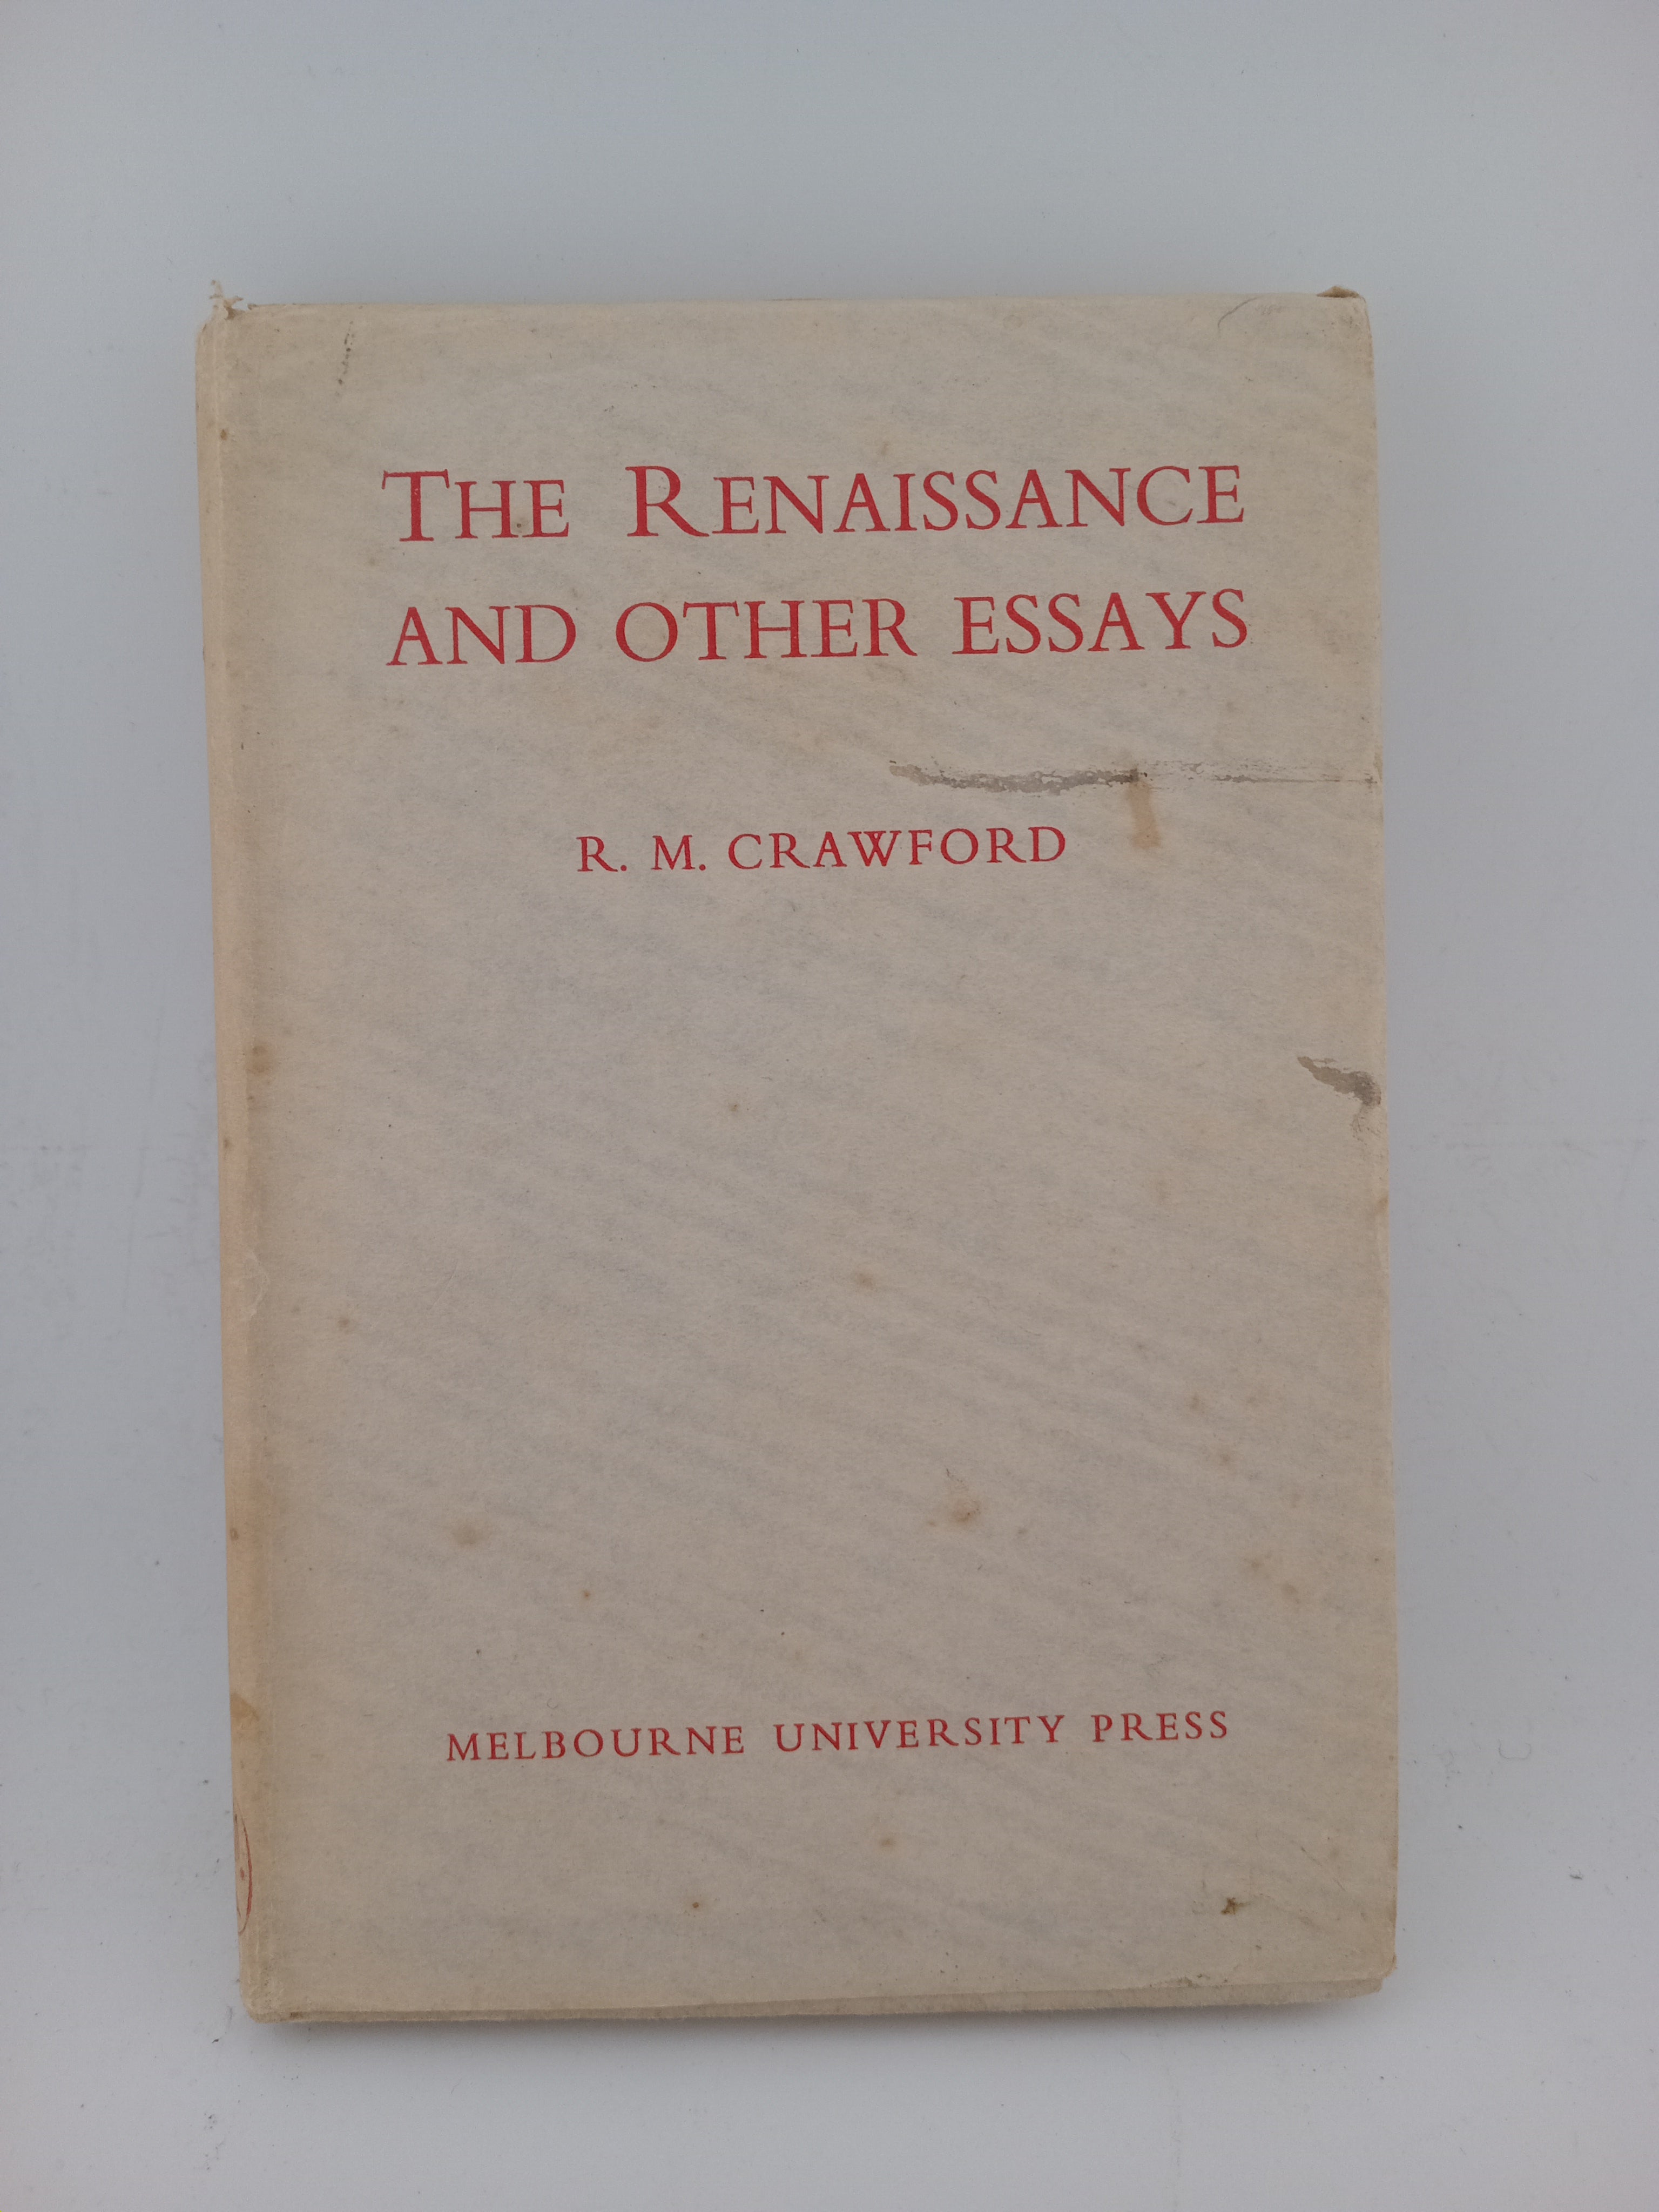 THE RENAISSANCE
AND OTHER ESSAYS
R. M. CRAWFORD
MELBOURNE UNIVERSITY PRESS